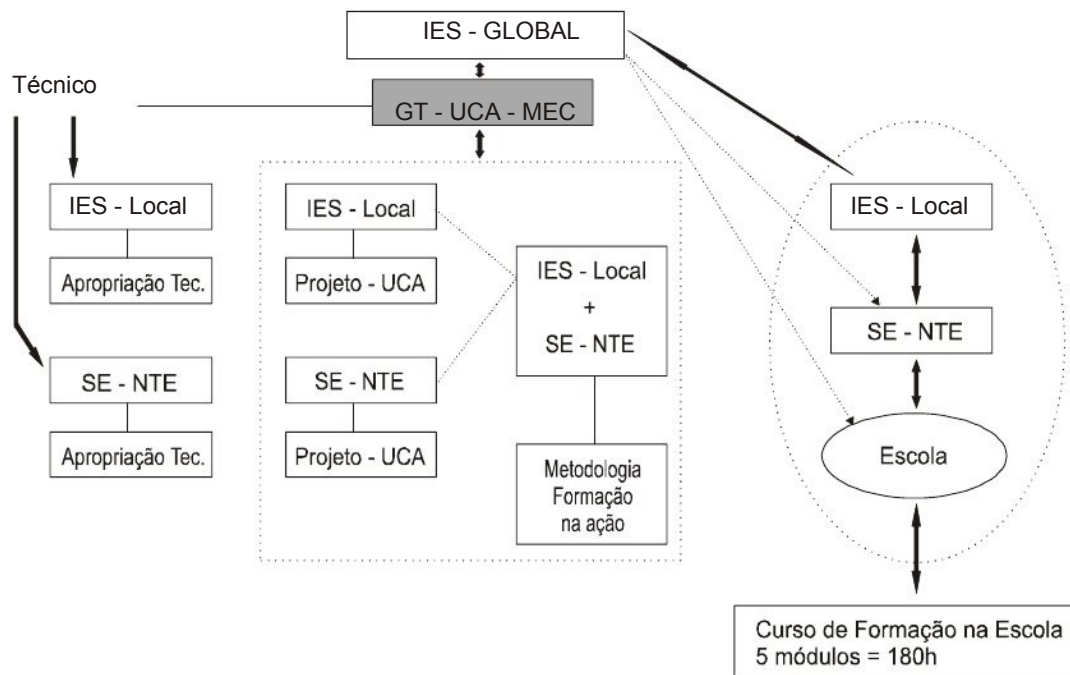 IES - GLOBAL
Técnico
GT - UCA - MEC
IES - Local
Apropriação Tec.
SE - NTE
Apropriação Tec.
IES - Local
Projeto - UCA
SE - NTE
Projeto - UCA
IES - Local
+
SE - NTE
Metodologia
Formação
na ação
IES - Local
SE - NTE
Escola
Curso de Formação na Escola
5 módulos = 180h